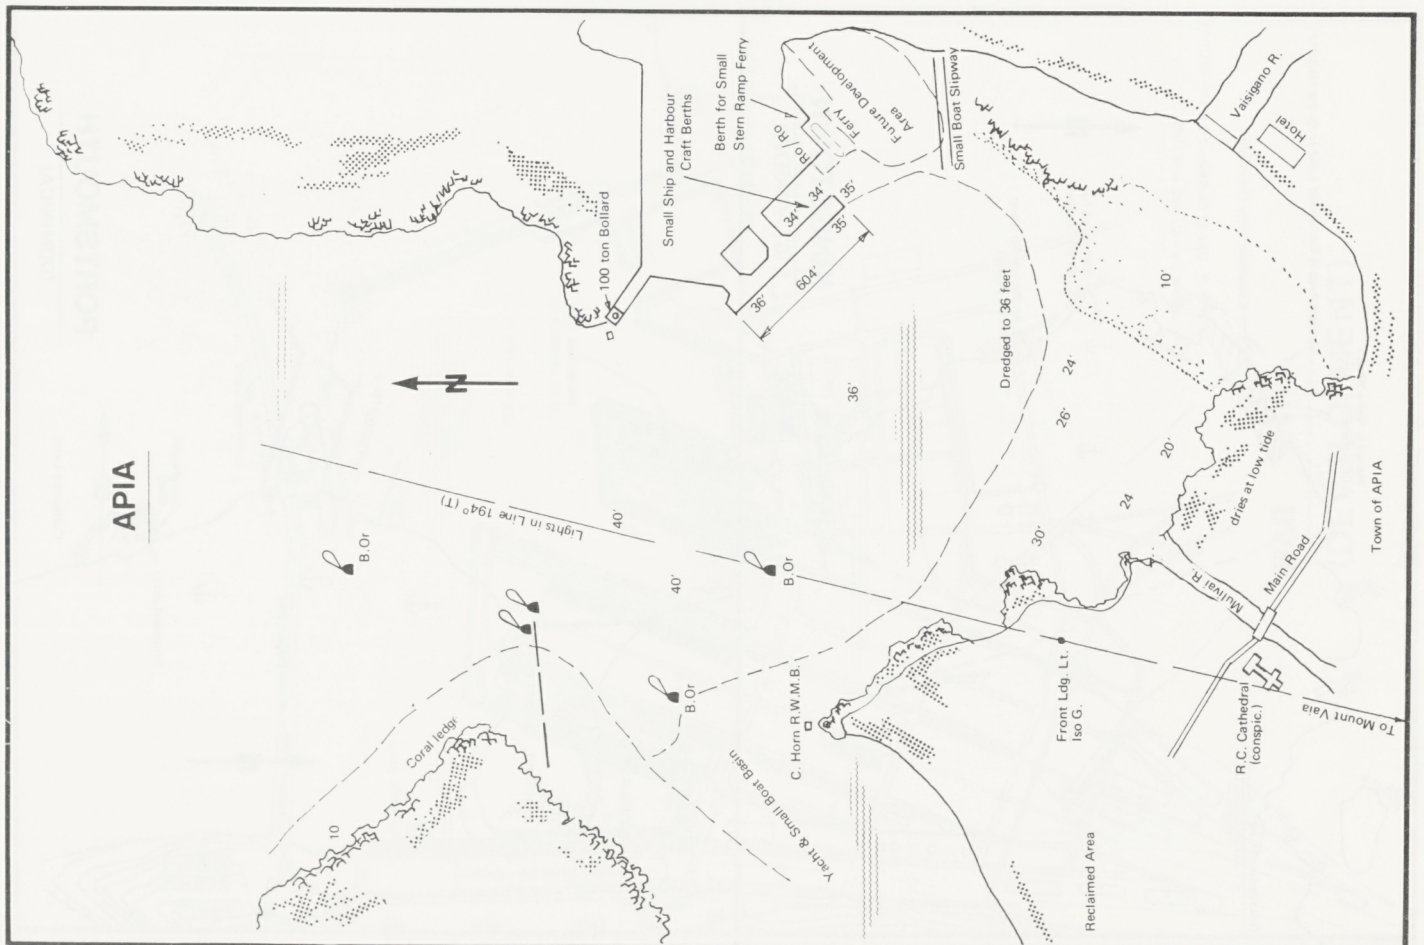 APIA
N
Lights in Line 194° (T)
B.Or
B.Or
B.Or
40'
40'
36'
100 ton Bollard
Small Ship and Harbour
Craft Berths
Berth for Small
Stern Ramp Ferry
Ro/Ro
Ferry
Future Development
Area
Small Boat Slipway
34'
34'
35'
35'
36'
604'
Dredged to 36 feet
Vaisigano R.
Hotel
10'
24'
26'
20'
24
30'
dries at low tide
Town of APIA
Main Road
Mulivai R.
R.C. Cathedral
(conspic.)
To Mount Vaia
Front Ldg. Lt.
Iso G.
C. Horn R.W.M.B.
Yacht & Small Boat Basin
Coral ledge
10
Reclaimed Area